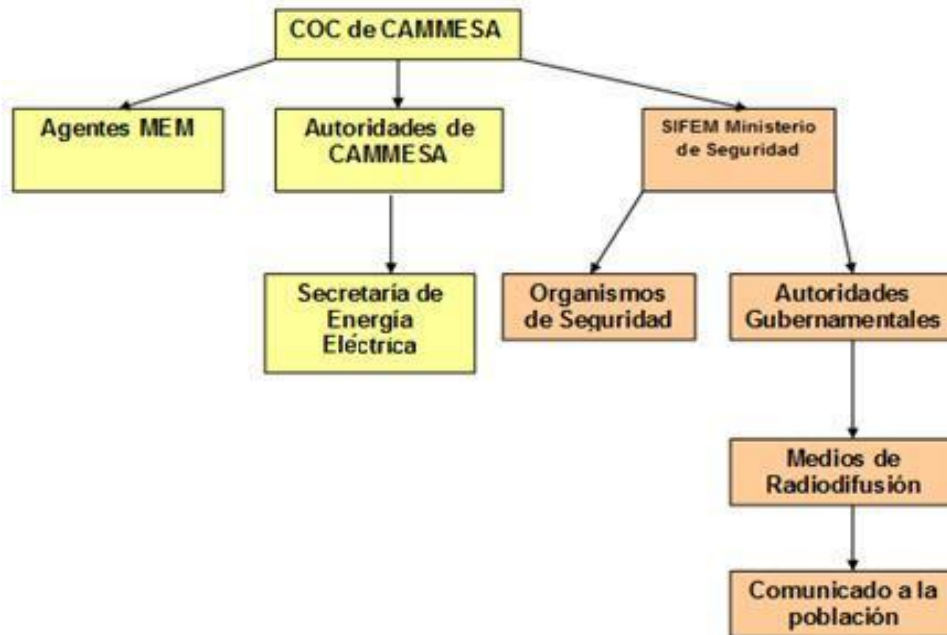 COC de CAMMESA
Agentes MEM
Autoridades de
CAMMESA
SIFEM Ministerio
de Seguridad
Secretaría de
Energía
Eléctrica
Organismos
de Seguridad
Autoridades
Gubernamentales
Medios de
Radiodifusión
Comunicado a la
población